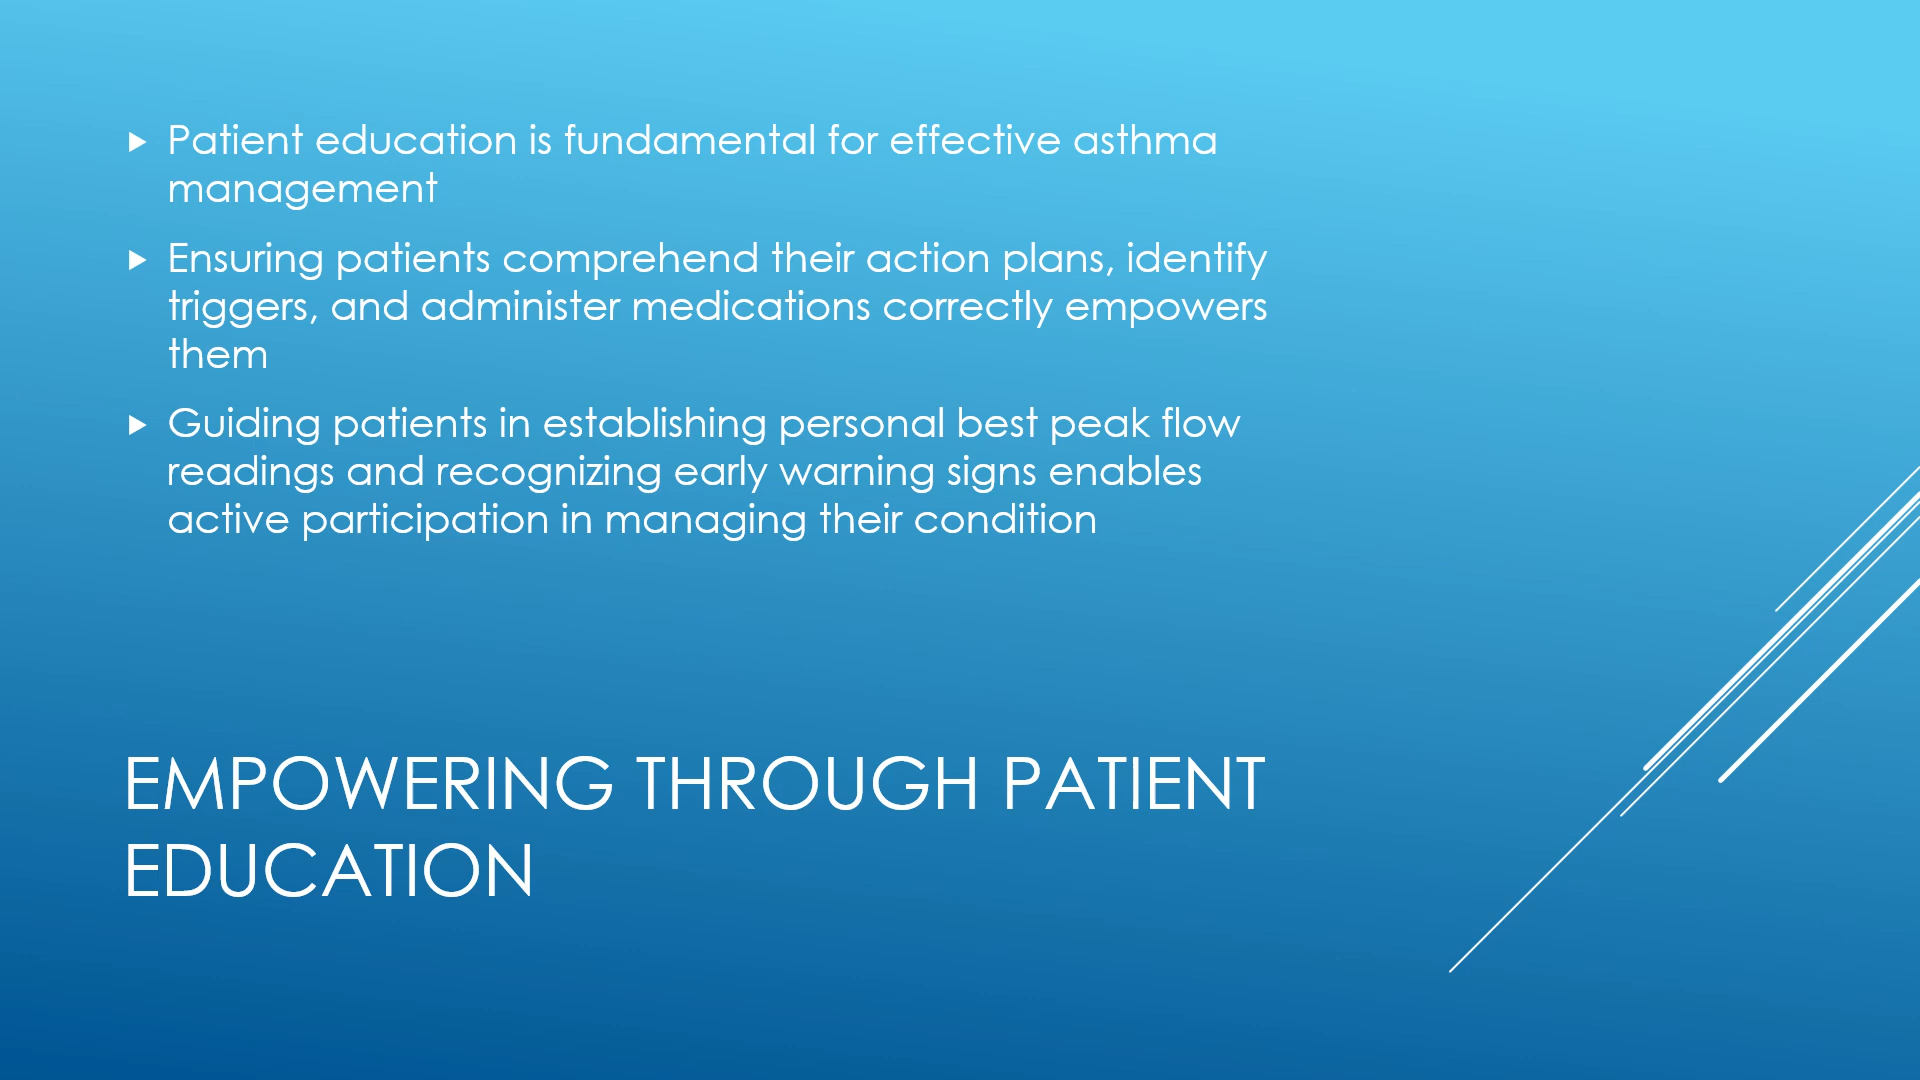 Patient education is fundamental for effective asthma
management
Ensuring patients comprehend their action plans, identify
triggers, and administer medications correctly empowers
them
Guiding patients in establishing personal best peak flow
readings and recognizing early warning signs enables
active participation in managing their condition
EMPOWERING THROUGH PATIENT
EDUCATION